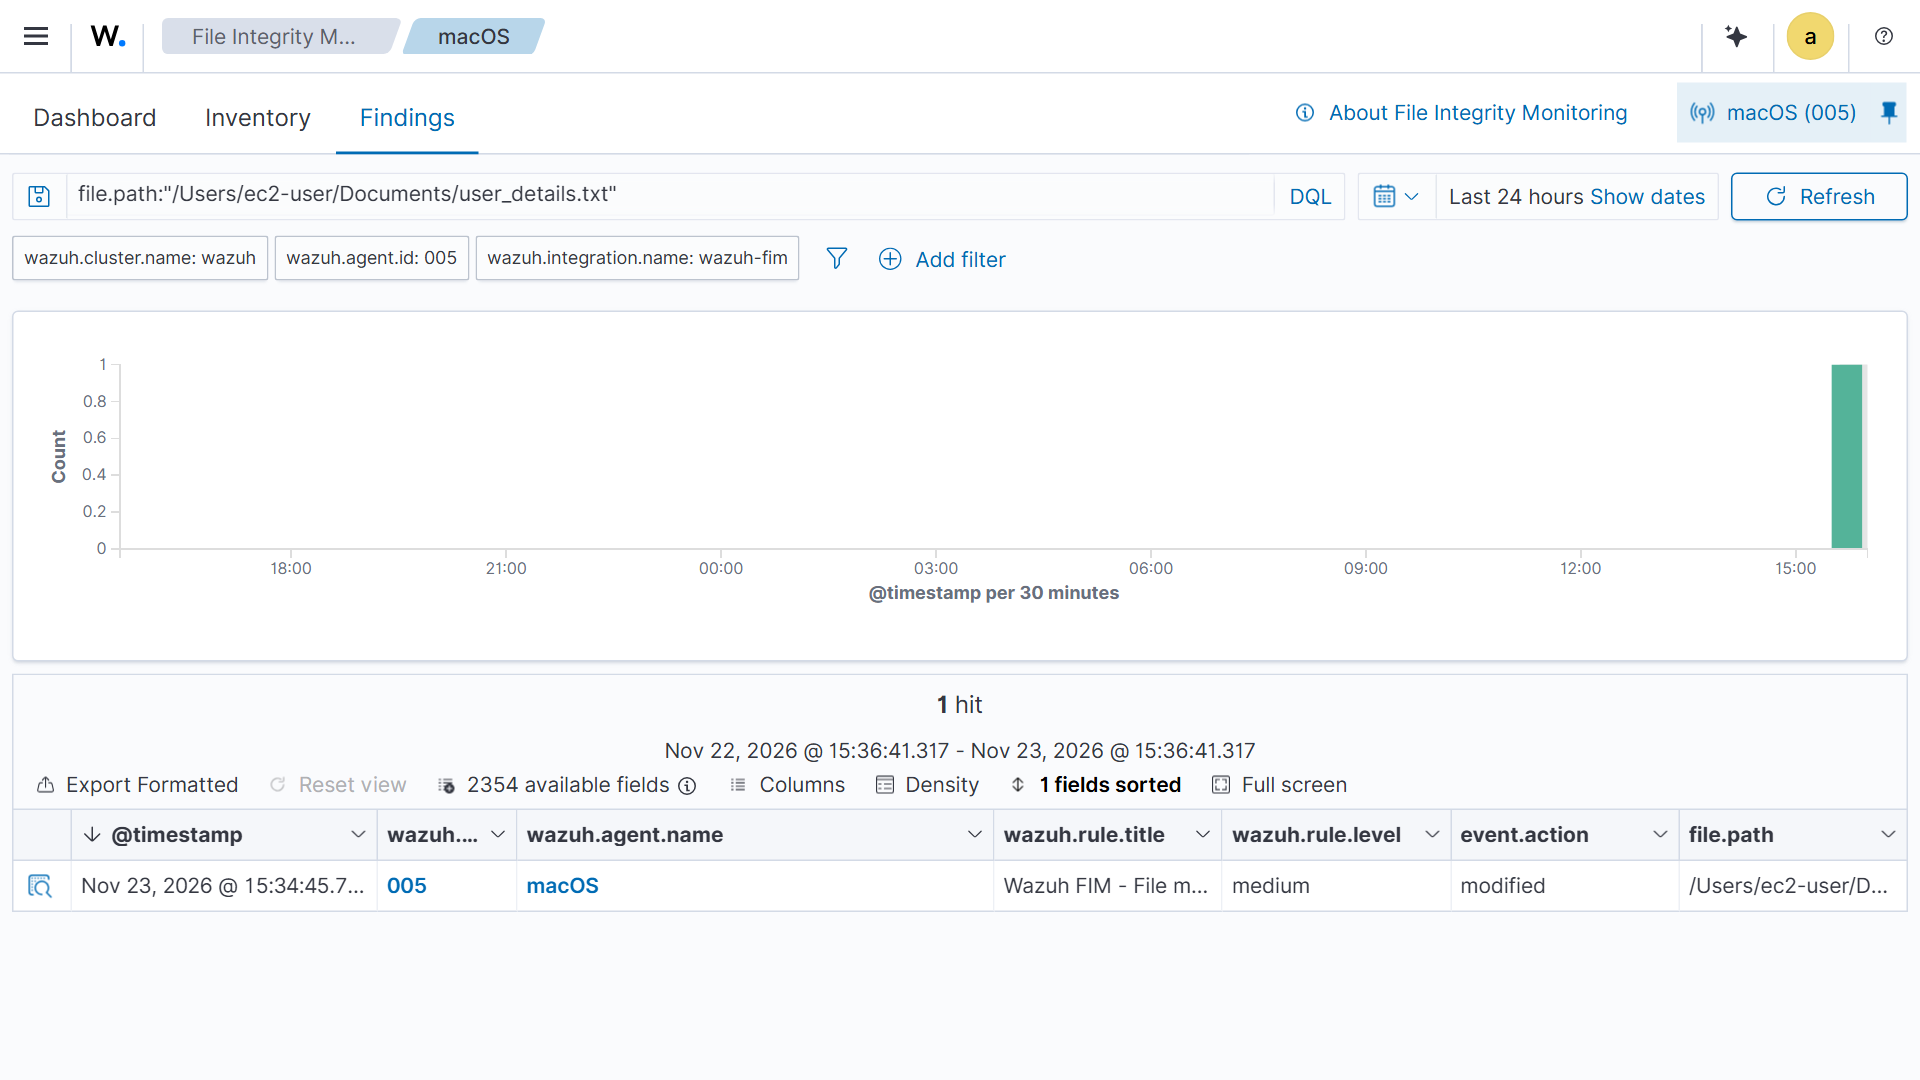 W.
File Integrity M...
macOS
a
Dashboard
Inventory
Findings
About File Integrity Monitoring
macOS (005)
file.path:"/Users/ec2-user/Documents/user_details.txt"
DQL
Last 24 hours Show dates
Refresh
wazuh.cluster.name: wazuh
wazuh.agent.id: 005
wazuh.integration.name: wazuh-fim
Add filter
Count
1
0.8
0.6
0.4
0.2
0
18:00
21:00
00:00
03:00
06:00
09:00
12:00
15:00
@timestamp per 30 minutes
1 hit
Nov 22, 2026 @ 15:36:41.317 - Nov 23, 2026 @ 15:36:41.317
Export Formatted
Reset view
2354 available fields
Columns
Density
1 fields sorted
Full screen
@timestamp
wazuh....
wazuh.agent.name
wazuh.rule.title
wazuh.rule.level
event.action
file.path
Nov 23, 2026 @ 15:34:45.7...
005
macOS
Wazuh FIM - File m...
medium
modified
/Users/ec2-user/D...